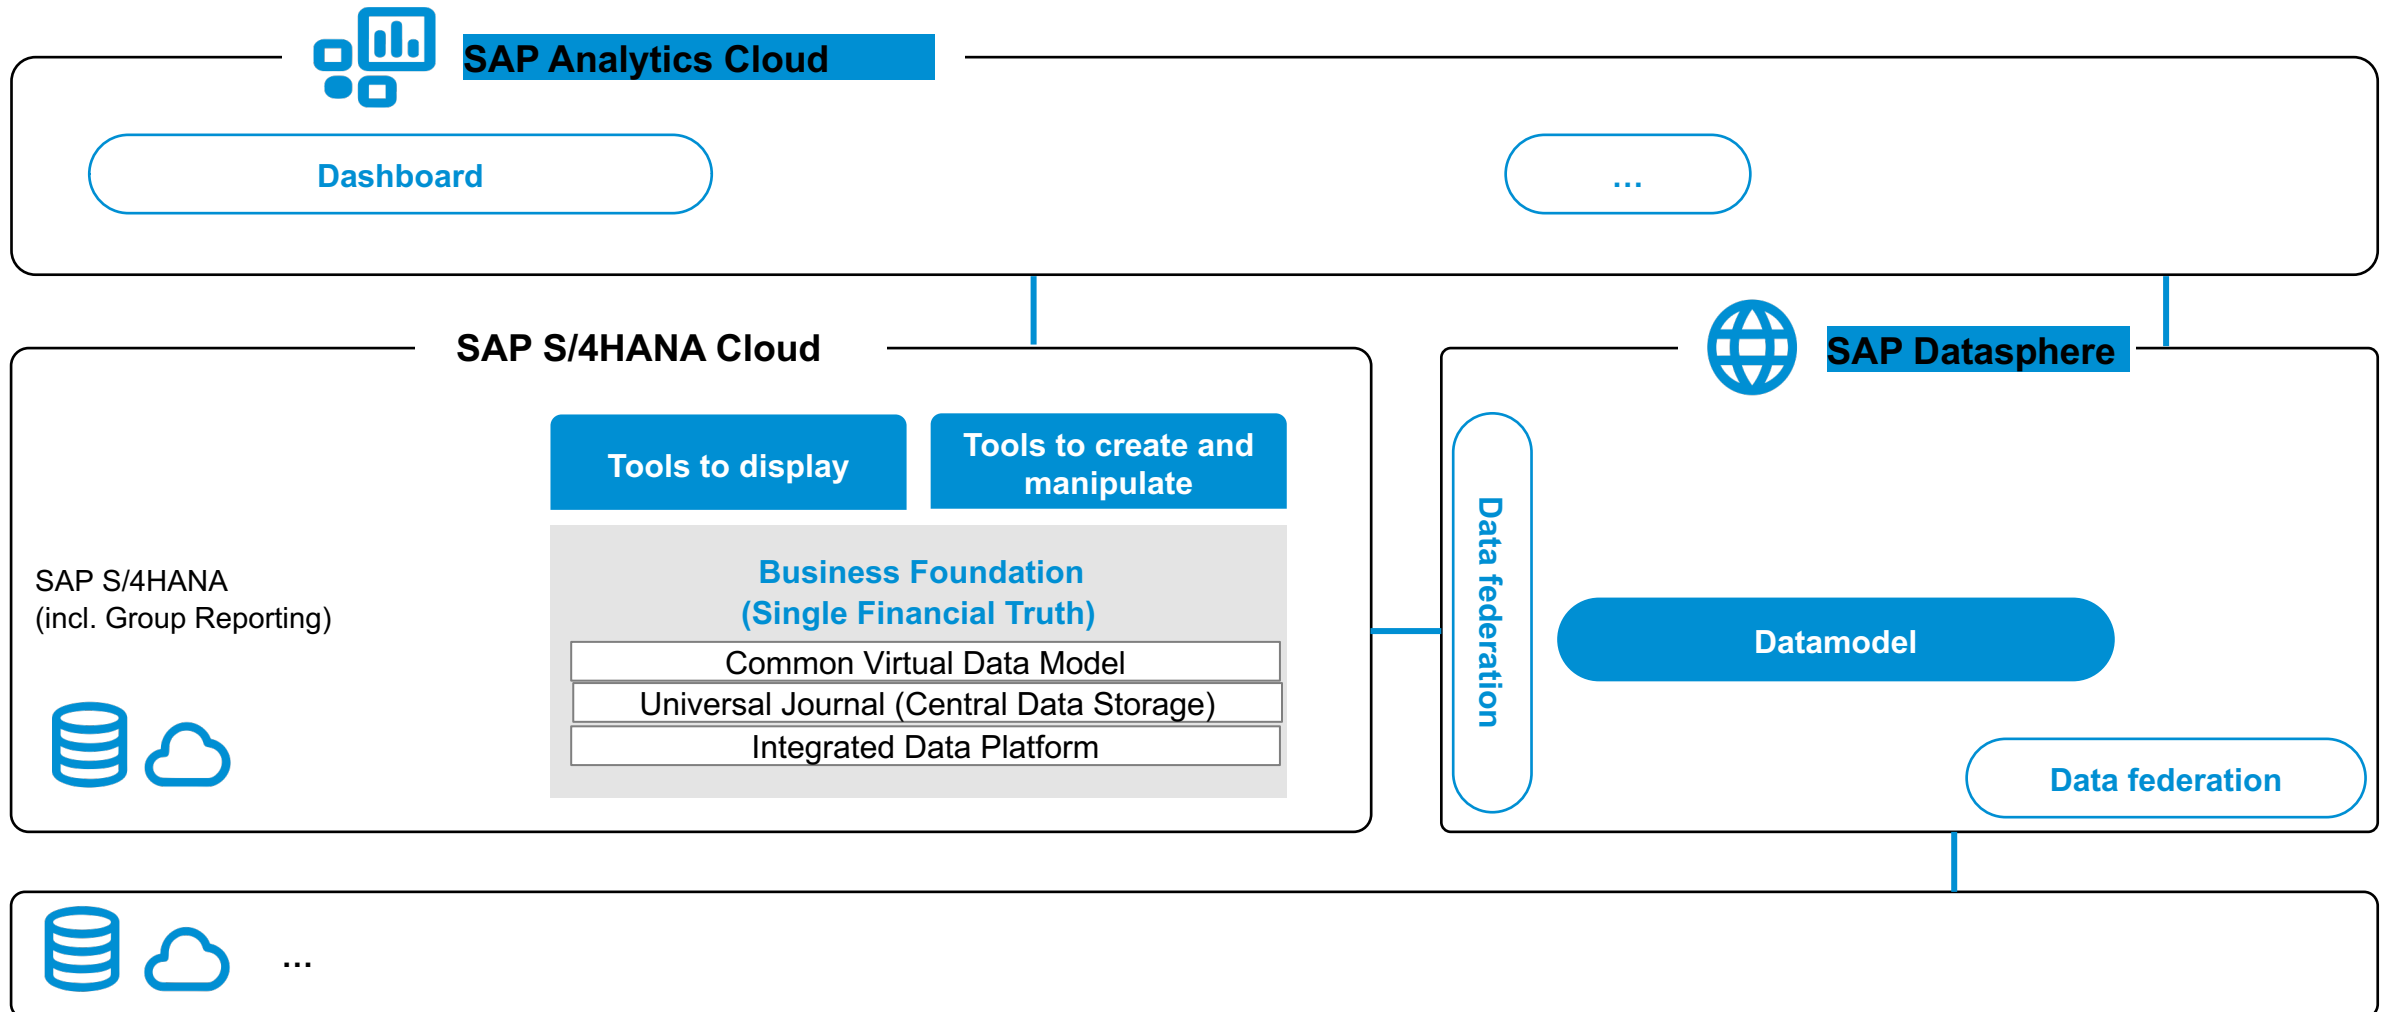 SAP Analytics Cloud
Dashboard
…
SAP S/4HANA Cloud
Tools to display
Tools to create and
manipulate
SAP S/4HANA
(incl. Group Reporting)
Business Foundation
(Single Financial Truth)
Common Virtual Data Model
Universal Journal (Central Data Storage)
Integrated Data Platform
SAP Datasphere
Data federation
Datamodel
Data federation
…